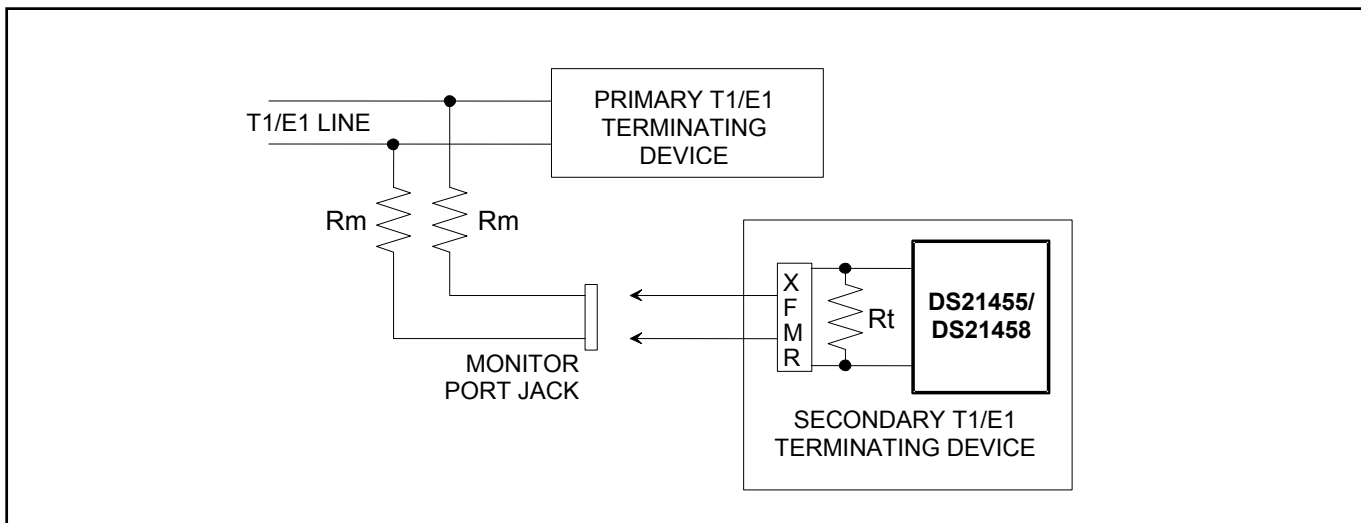 PRIMARY T1/E1
TERMINATING
DEVICE
T1/E1 LINE
Rm
Rm
MONITOR
PORT JACK
X
F
M
R
Rt
DS21455/
DS21458
SECONDARY T1/E1
TERMINATING DEVICE